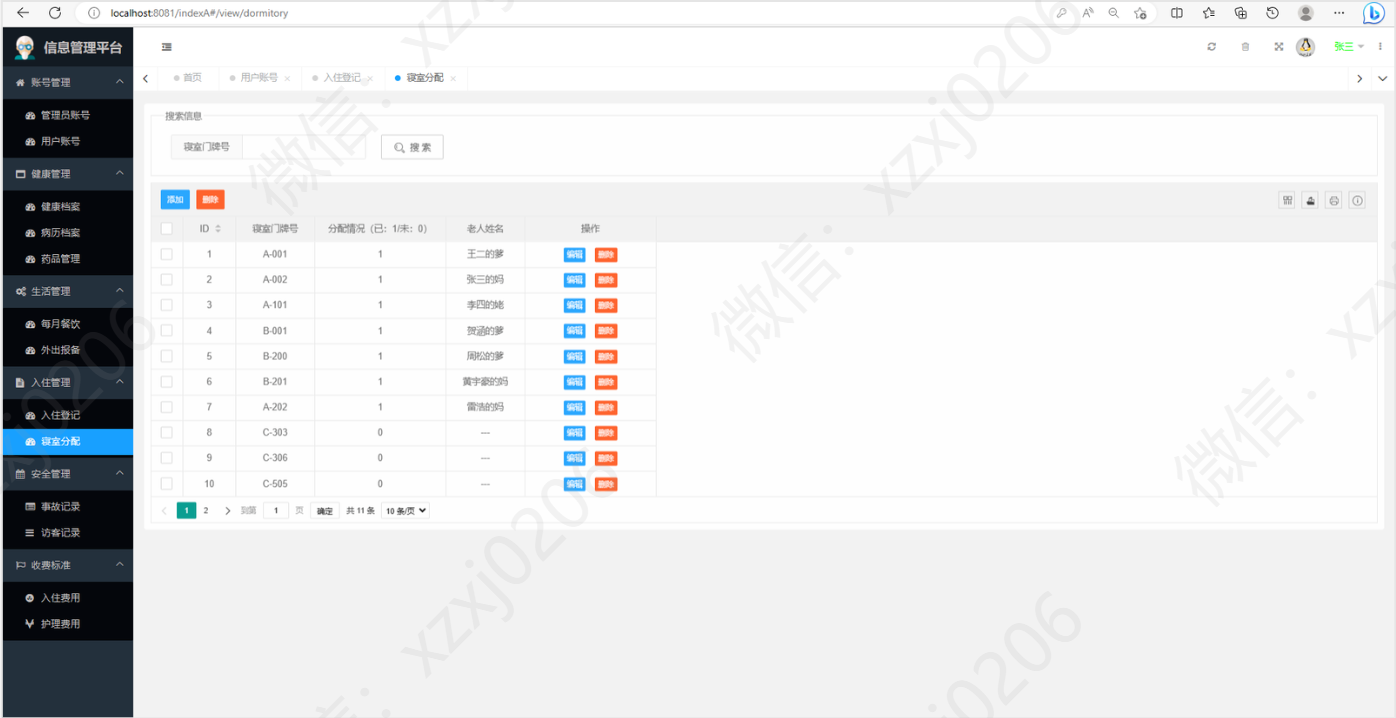 localhost:8081/indexA#/view/dormitory
信息管理平台
张三
账号管理
管理员账号
用户账号
健康管理
健康档案
病历档案
药品管理
生活管理
每月餐饮
外出报备
入住管理
入住登记
寝室分配
安全管理
事故记录
访客记录
收费标准
入住费用
护理费用
首页 用户账号 入住登记 寝室分配
搜索信息
寝室门牌号 搜 索
添加 删除
ID 寝室门牌号 分配情况（已：1/未：0） 老人姓名 操作
1 A-001 1 王二的爹 编辑 删除
2 A-002 1 张三的妈 编辑 删除
3 A-101 1 李四的姥 编辑 删除
4 B-001 1 贺涵的爹 编辑 删除
5 B-200 1 周松的爹 编辑 删除
6 B-201 1 黄宇豪的妈 编辑 删除
7 A-202 1 雷浩的妈 编辑 删除
8 C-303 0 --- 编辑 删除
9 C-306 0 --- 编辑 删除
10 C-505 0 --- 编辑 删除
1 2 到第 1 页 确定 共 11 条 10 条/页
微信：xzxj0206
微信：xzxj0206
微信：xzxj0206
微信：xzxj0206